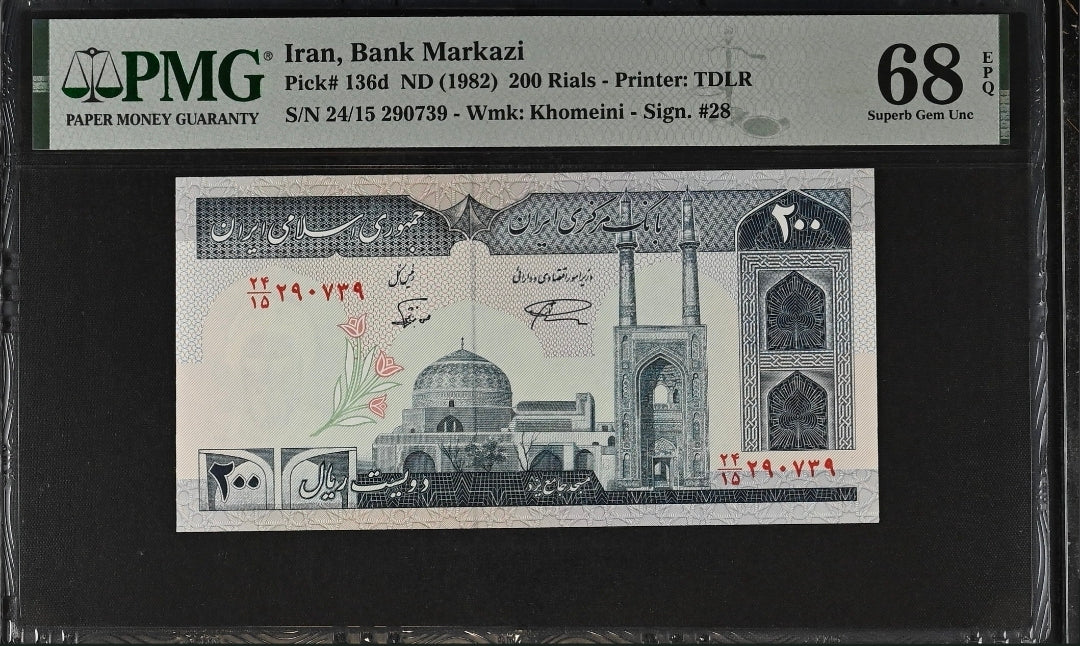 PMG®
PAPER MONEY GUARANTY
Iran, Bank Markazi
Pick# 136d ND (1982) 200 Rials - Printer: TDLR
S/N 24/15 290739 - Wmk: Khomeini - Sign. #28
68
EPQ
Superb Gem Unc
بانک مرکزی ایران
جمهوری اسلامی ایران
۲۰۰
وزیر امور اقتصادی و دارائی
رئیس کل
۲۴/۱۵ ۲۹۰۷۳۹
۲۴/۱۵ ۲۹۰۷۳۹
مسجد جامع یزد
دویست ریال
۲۰۰